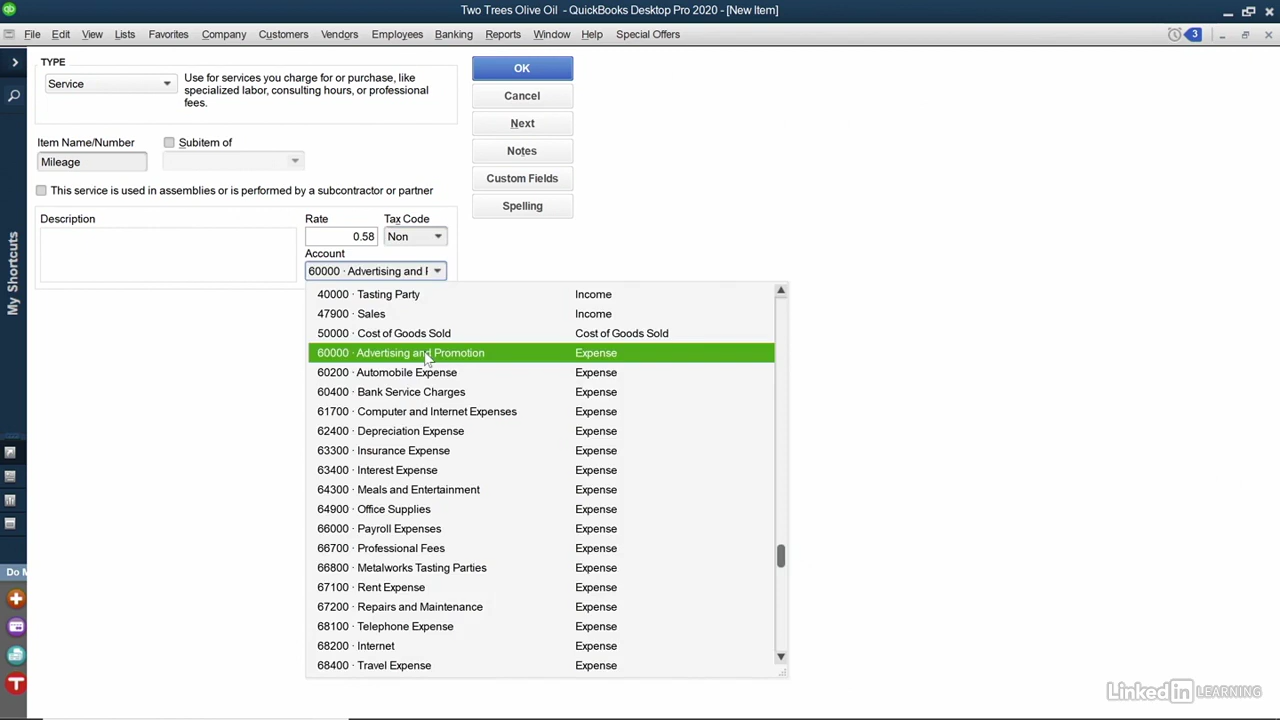 Two Trees Olive Oil - QuickBooks Desktop Pro 2020 - [New Item]
File Edit View Lists Favorites Company Customers Vendors Employees Banking Reports Window Help Special Offers 3
TYPE
Service
Use for services you charge for or purchase, like
specialized labor, consulting hours, or professional
fees.
OK
Cancel
Next
Notes
Custom Fields
Spelling
Item Name/Number
Subitem of
Mileage
This service is used in assemblies or is performed by a subcontractor or partner
Description
Rate
Tax Code
0.58
Non
Account
60000 · Advertising and
40000 · Tasting Party Income
47900 · Sales Income
50000 · Cost of Goods Sold Cost of Goods Sold
60000 · Advertising and Promotion Expense
60200 · Automobile Expense Expense
60400 · Bank Service Charges Expense
61700 · Computer and Internet Expenses Expense
62400 · Depreciation Expense Expense
63300 · Insurance Expense Expense
63400 · Interest Expense Expense
64300 · Meals and Entertainment Expense
64900 · Office Supplies Expense
66000 · Payroll Expenses Expense
66700 · Professional Fees Expense
66800 · Metalworks Tasting Parties Expense
67100 · Rent Expense Expense
67200 · Repairs and Maintenance Expense
68100 · Telephone Expense Expense
68200 · Internet Expense
68400 · Travel Expense Expense
My Shortcuts
Do M
LinkedIn LEARNING